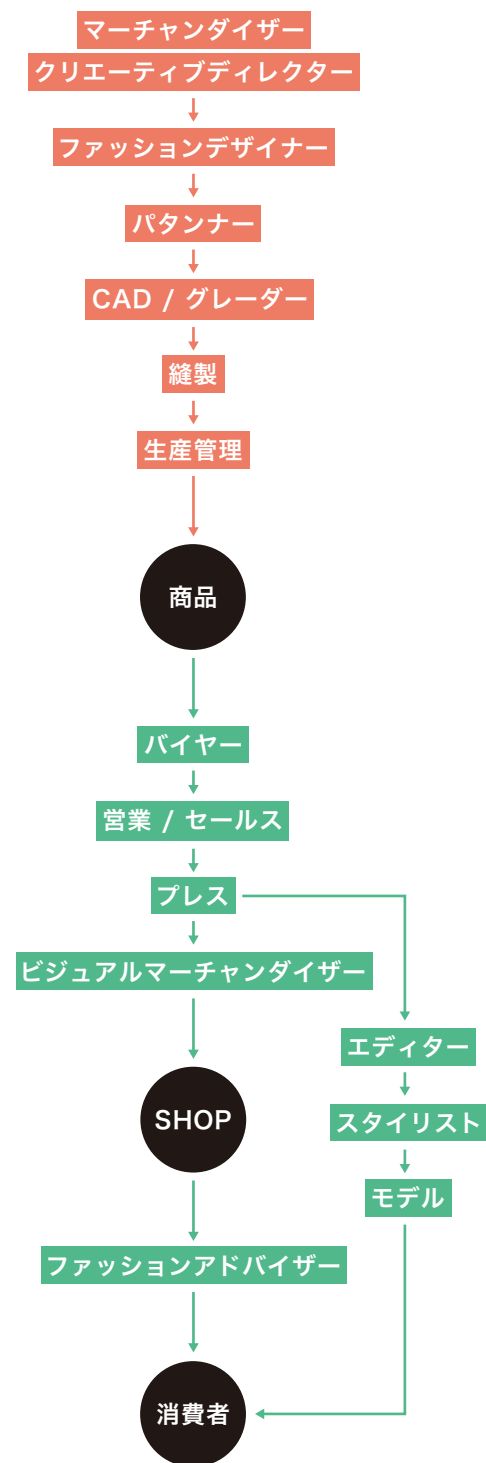 マーチャンダイザー
クリエーティブディレクター
ファッションデザイナー
パタンナー
CAD / グレーダー
縫製
生産管理
商品
バイヤー
営業 / セールス
プレス
ビジュアルマーチャンダイザー
エディター
SHOP
スタイリスト
モデル
ファッションアドバイザー
消費者